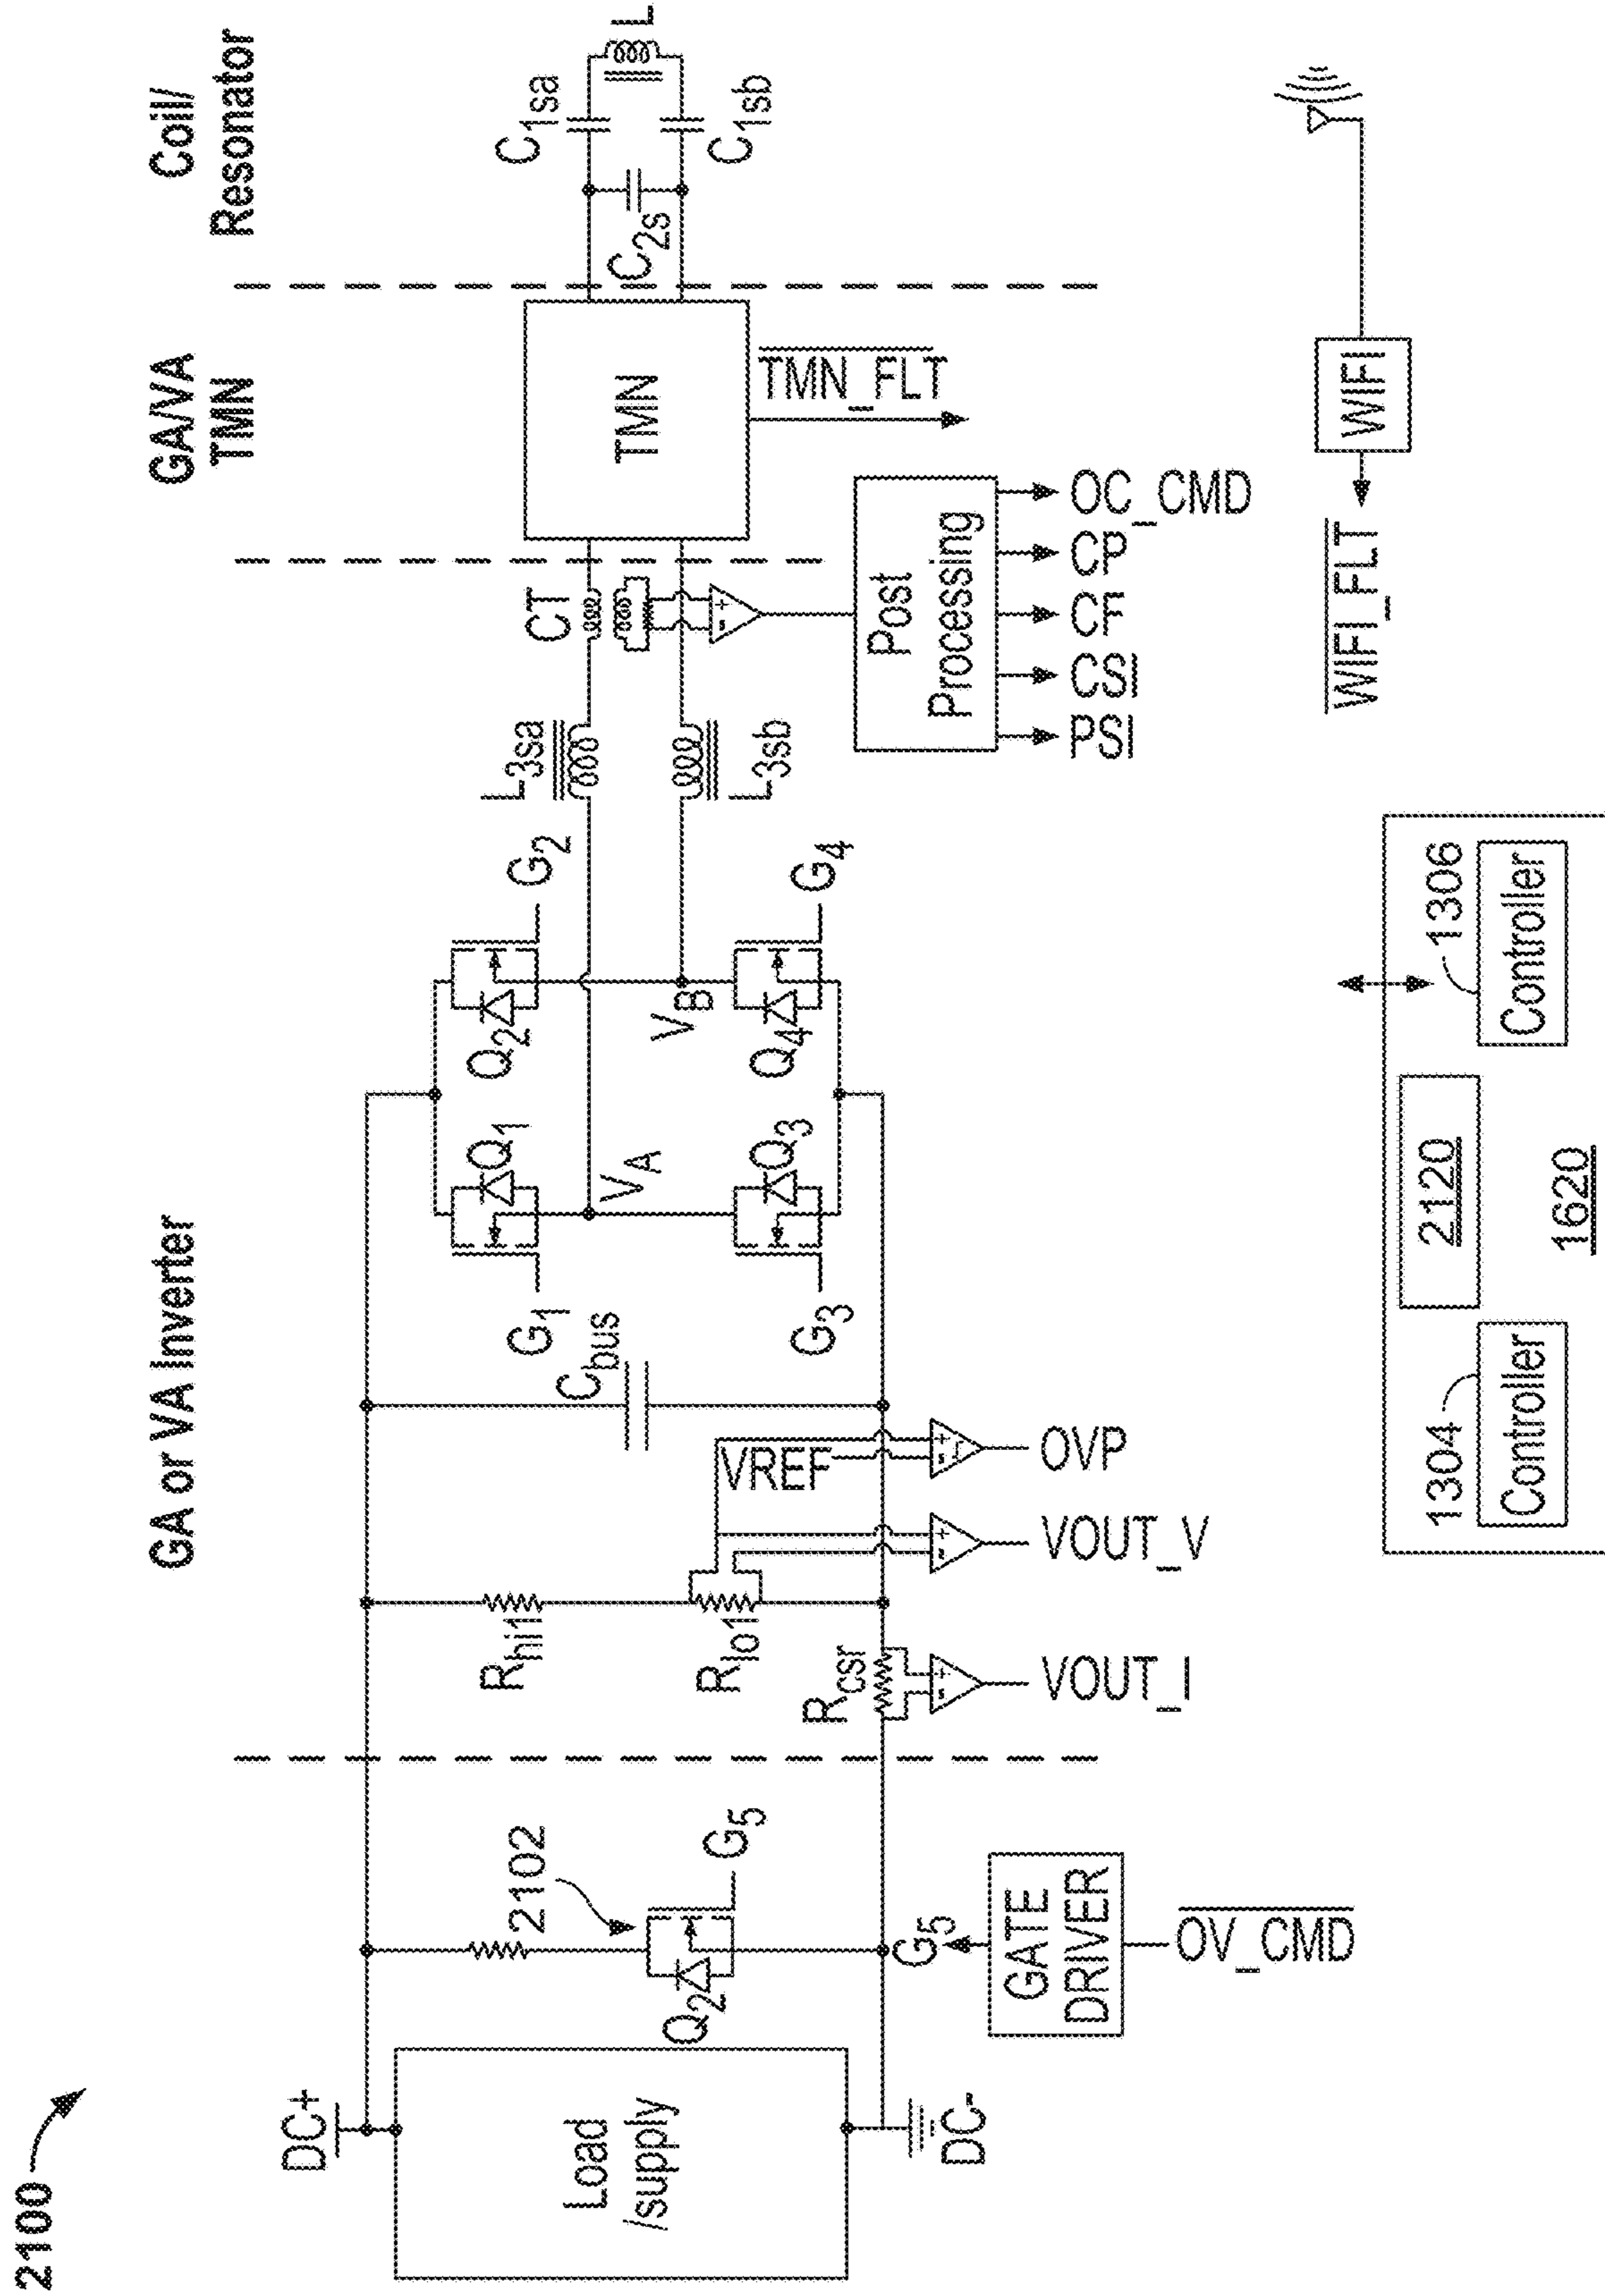 2100
GA or VA Inverter
GA/VA
TMN
Coil/
Resonator
DC+
Load
/supply
DC-
2102
Q2
G5
G5
GATE
DRIVER
OV_CMD
Rhi1
Rlo1
Rcsr
VOUT_I
VOUT_V
VREF
OVP
Cbus
G1
Q1
Q2
G2
VA
VB
G3
Q3
Q4
G4
L3sa
L3sb
CT
TMN
TMN_FLT
Post
Processing
PSI
CSI
CF
CP
OC_CMD
C2s
C1sa
C1sb
L
WIFI
WIFI_FLT
1304
Controller
2120
1306
Controller
1620